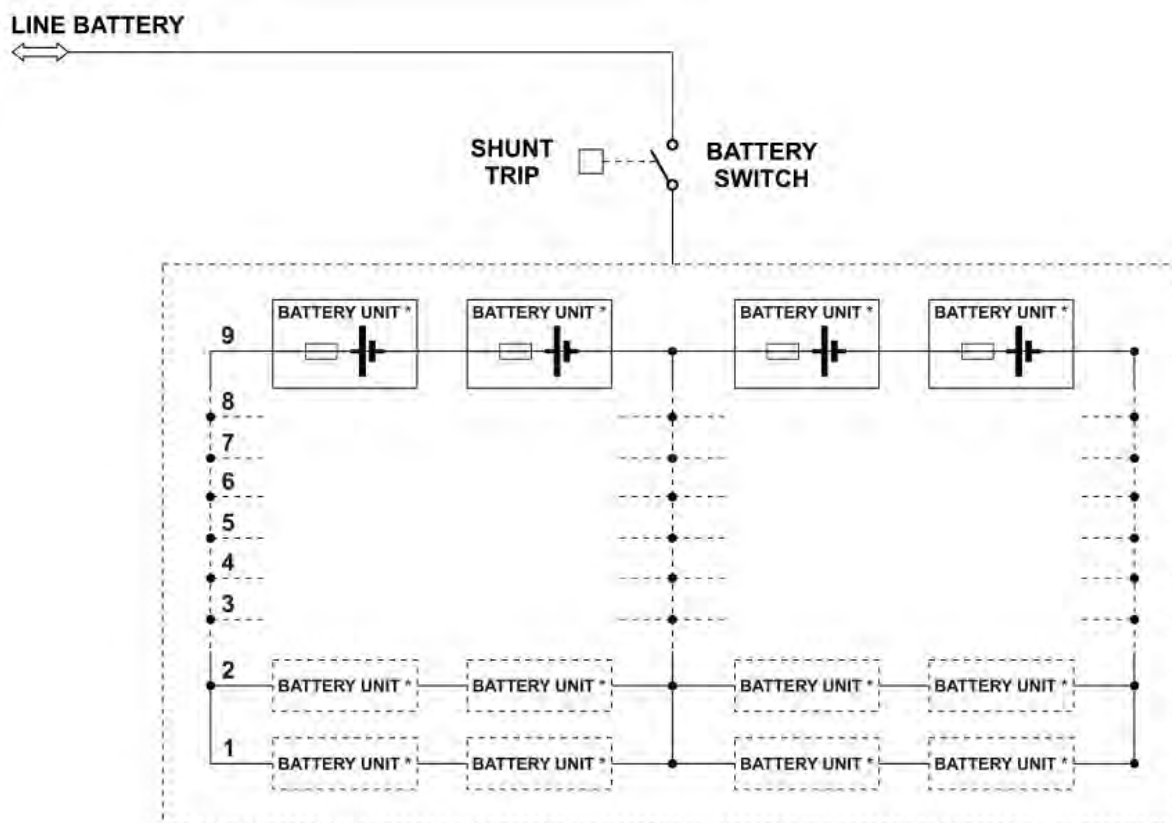 LINE BATTERY
SHUNT
TRIP
BATTERY
SWITCH
9
BATTERY UNIT *
BATTERY UNIT *
BATTERY UNIT *
BATTERY UNIT *
8
7
6
5
4
3
2
BATTERY UNIT *
BATTERY UNIT *
BATTERY UNIT *
BATTERY UNIT *
1
BATTERY UNIT *
BATTERY UNIT *
BATTERY UNIT *
BATTERY UNIT *